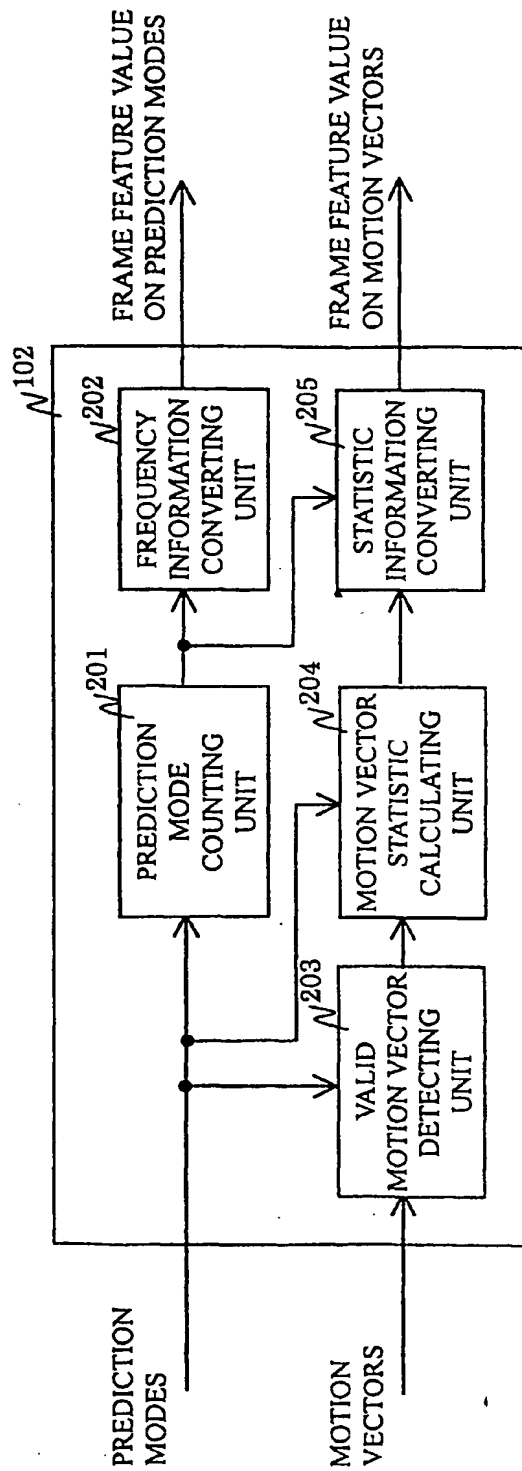 PREDICTION
MODES
MOTION
VECTORS
102
201
PREDICTION
MODE
COUNTING
UNIT
202
FREQUENCY
INFORMATION
CONVERTING
UNIT
FRAME FEATURE VALUE
ON PREDICTION MODES
203
VALID
MOTION VECTOR
DETECTING
UNIT
204
MOTION VECTOR
STATISTIC
CALCULATING
UNIT
205
STATISTIC
INFORMATION
CONVERTING
UNIT
FRAME FEATURE VALUE
ON MOTION VECTORS